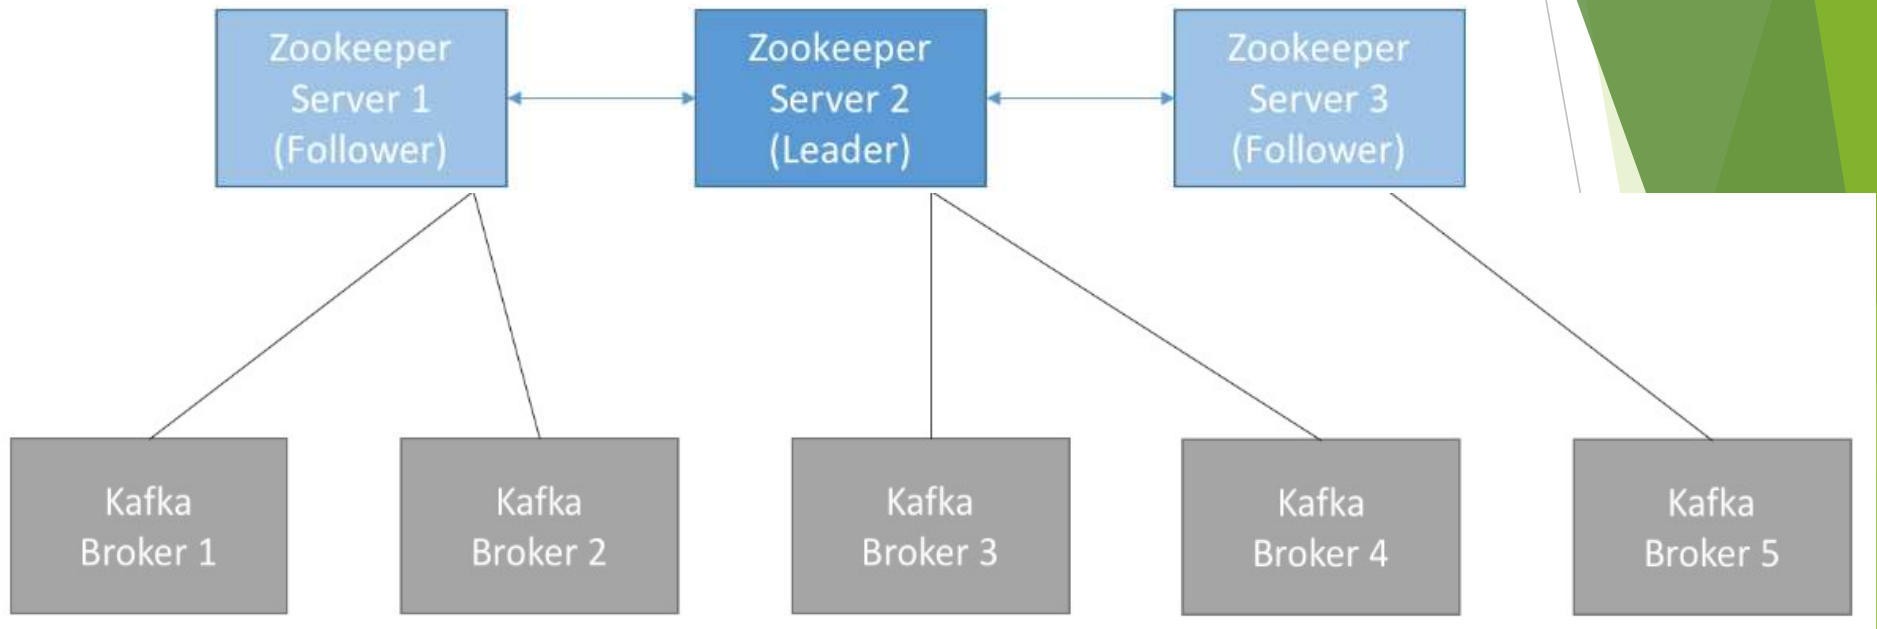 Zookeeper
Server 1
(Follower)
Zookeeper
Server 2
(Leader)
Zookeeper
Server 3
(Follower)
Kafka
Broker 1
Kafka
Broker 2
Kafka
Broker 3
Kafka
Broker 4
Kafka
Broker 5